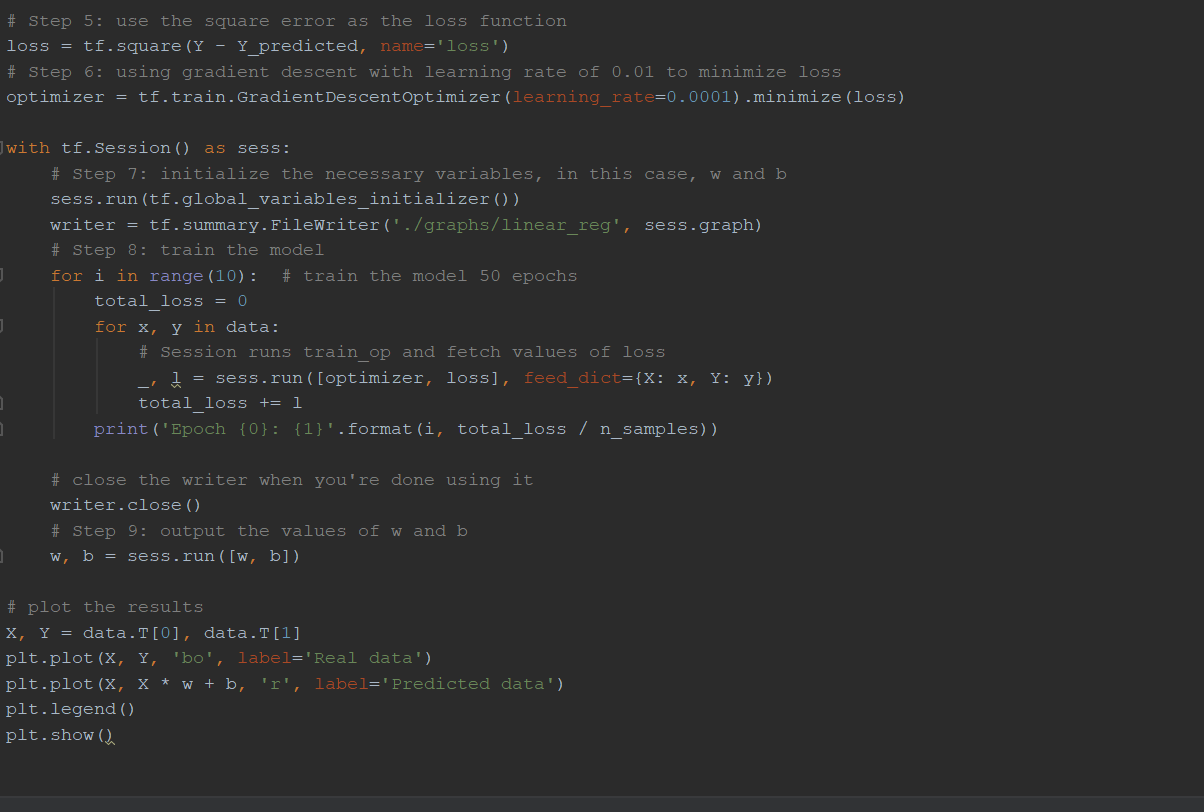 # Step 5: use the square error as the loss function
loss = tf.square(Y - Y_predicted, name='loss')
# Step 6: using gradient descent with learning rate of 0.01 to minimize loss
optimizer = tf.train.GradientDescentOptimizer(learning_rate=0.0001).minimize(loss)

with tf.Session() as sess:
    # Step 7: initialize the necessary variables, in this case, w and b
    sess.run(tf.global_variables_initializer())
    writer = tf.summary.FileWriter('./graphs/linear_reg', sess.graph)
    # Step 8: train the model
    for i in range(10):  # train the model 50 epochs
        total_loss = 0
        for x, y in data:
            # Session runs train_op and fetch values of loss
            _, l = sess.run([optimizer, loss], feed_dict={X: x, Y: y})
            total_loss += l
        print('Epoch {0}: {1}'.format(i, total_loss / n_samples))

    # close the writer when you're done using it
    writer.close()
    # Step 9: output the values of w and b
    w, b = sess.run([w, b])

# plot the results
X, Y = data.T[0], data.T[1]
plt.plot(X, Y, 'bo', label='Real data')
plt.plot(X, X * w + b, 'r', label='Predicted data')
plt.legend()
plt.show()